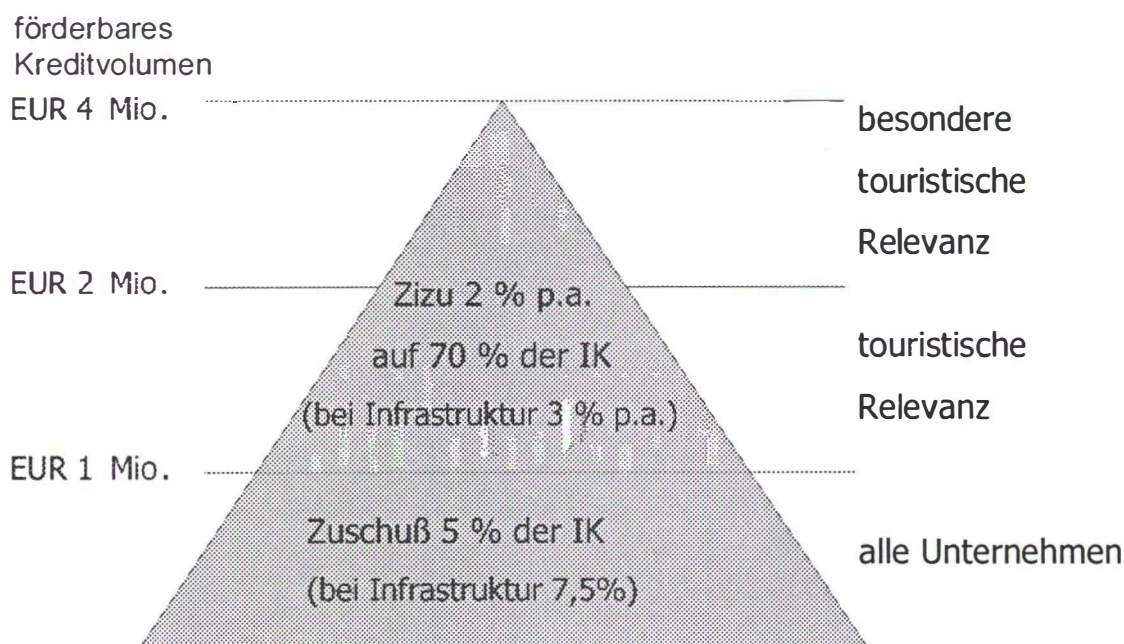 förderbares
Kreditvolumen
EUR 4 Mio.
besondere
touristische
Relevanz
EUR 2 Mio.
Zizu 2 % p.a.
auf 70 % der IK
(bei Infrastruktur 3 % p.a.)
touristische
Relevanz
EUR 1 Mio.
Zuschuß 5 % der IK
(bei Infrastruktur 7,5%)
alle Unternehmen